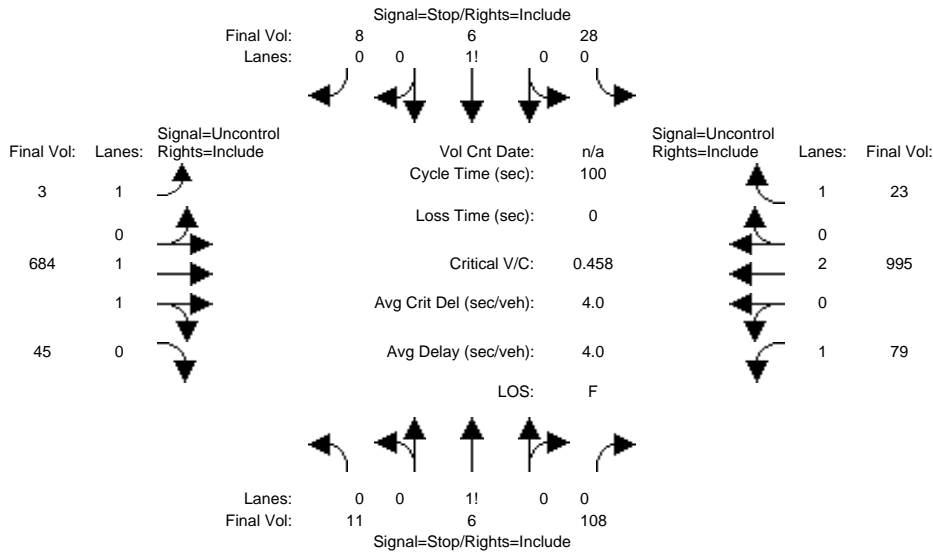 Signal=Stop/Rights=Include
Final Vol: 8 6 28
Lanes: 0 0 1! 0 0
Signal=Uncontrol Signal=Uncontrol
Final Vol: Lanes: Rights=Include Vol Cnt Date: n/a Rights=Include Lanes: Final Vol:
Cycle Time (sec): 100
3 1 1 23
Loss Time (sec): 0
0 0
684 1 Critical V/C: 0.458 2 995
1 Avg Crit Del (sec/veh): 4.0 0
45 0 Avg Delay (sec/veh): 4.0 1 79
LOS: F
Lanes: 0 0 1! 0 0
Final Vol: 11 6 108
Signal=Stop/Rights=Include